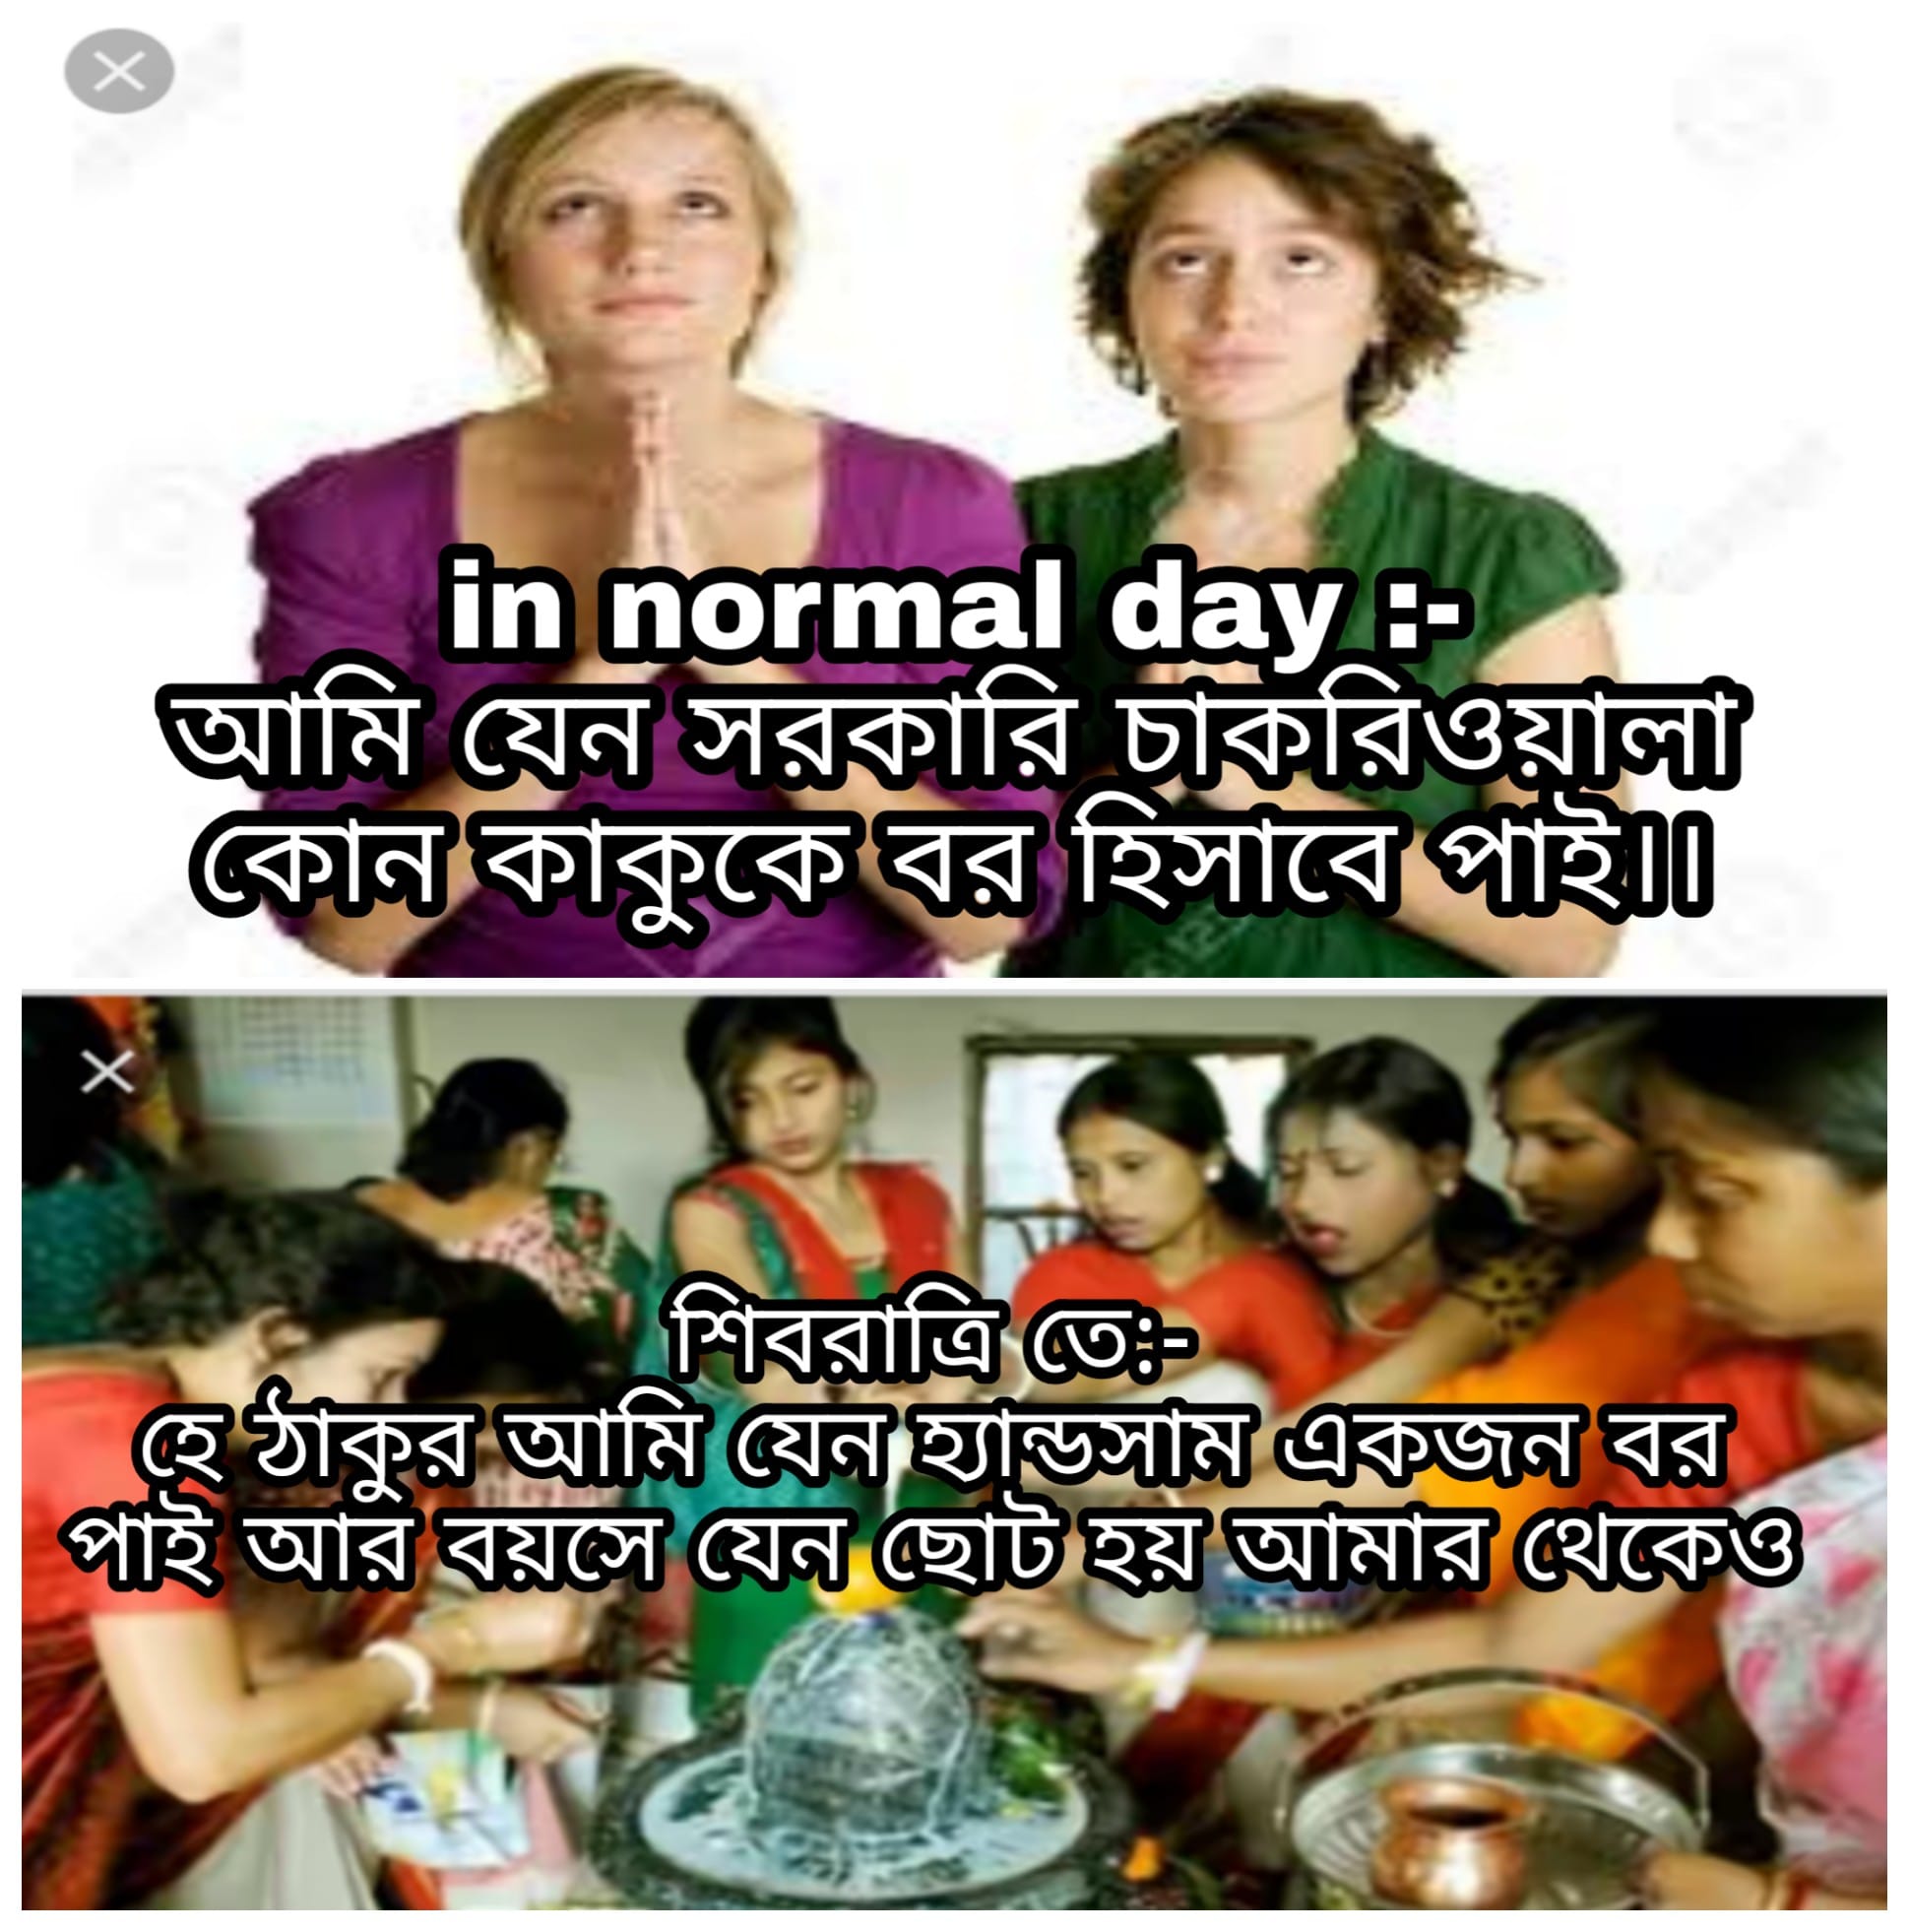 in normal day :-
আমি যেন সরকারি চাকরিওয়ালা
কোন কাকুকে বর হিসাবে পাই।।
শিবরাত্রি তে:-
হে ঠাকুর আমি যেন হ্যান্ডসাম একজন বর
পাই আর বয়সে যেন ছোট হয় আমার থেকেও